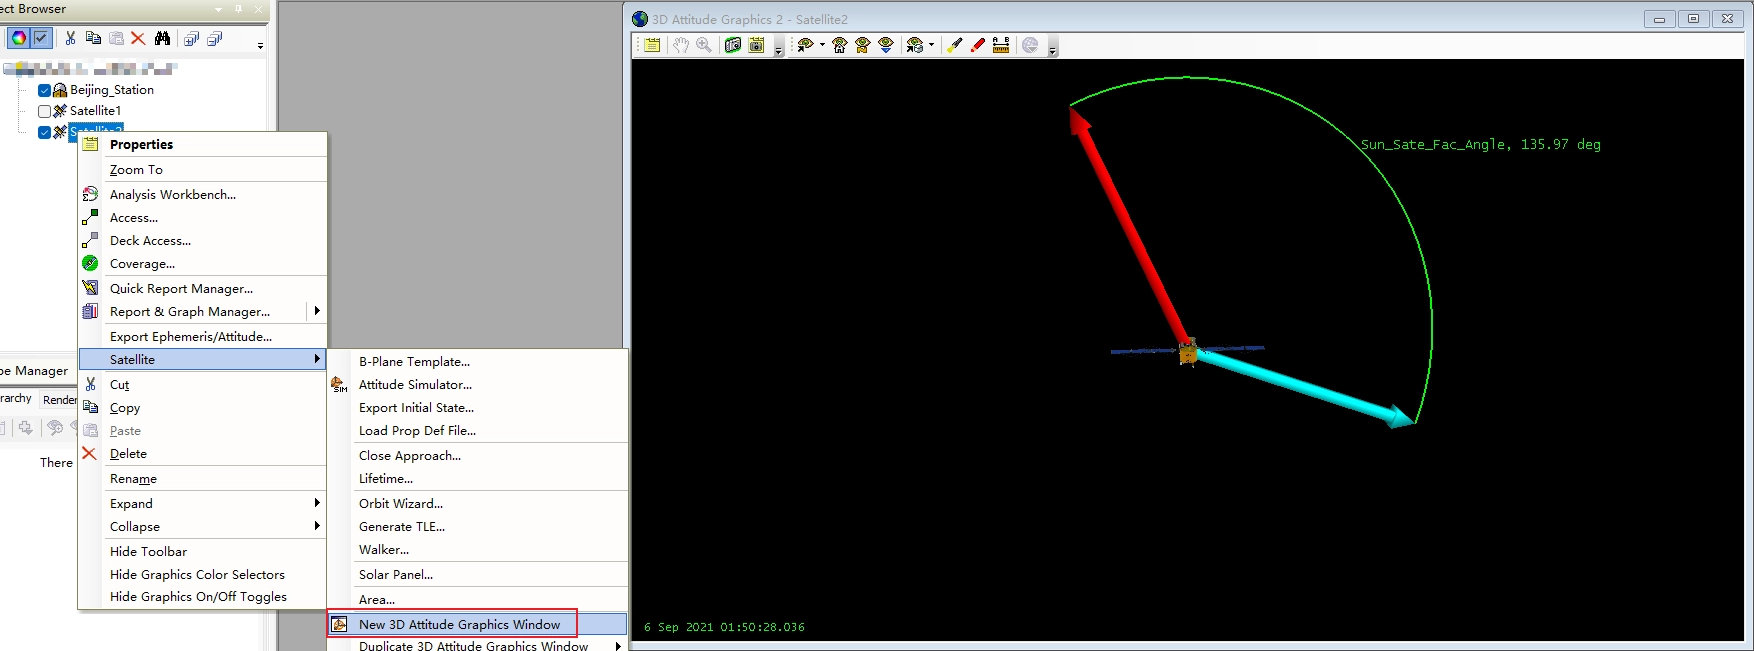 ect Browser
Beijing_Station
Satellite1
Satellite2
Properties
Zoom To
Analysis Workbench...
Access...
Deck Access...
Coverage...
Quick Report Manager...
Report & Graph Manager...
Export Ephemeris/Attitude...
Satellite
Cut
Copy
Paste
Delete
Rename
Expand
Collapse
Hide Toolbar
Hide Graphics Color Selectors
Hide Graphics On/Off Toggles
pe Manager
rarchy Render
There
B-Plane Template...
SIM
Attitude Simulator...
Export Initial State...
Load Prop Def File...
Close Approach...
Lifetime...
Orbit Wizard...
Generate TLE...
Walker...
Solar Panel...
Area...
New 3D Attitude Graphics Window
Duplicate 3D Attitude Graphics Window
3D Attitude Graphics 2 - Satellite2
A B
Sun_Sate_Fac_Angle, 135.97 deg
6 Sep 2021 01:50:28.036